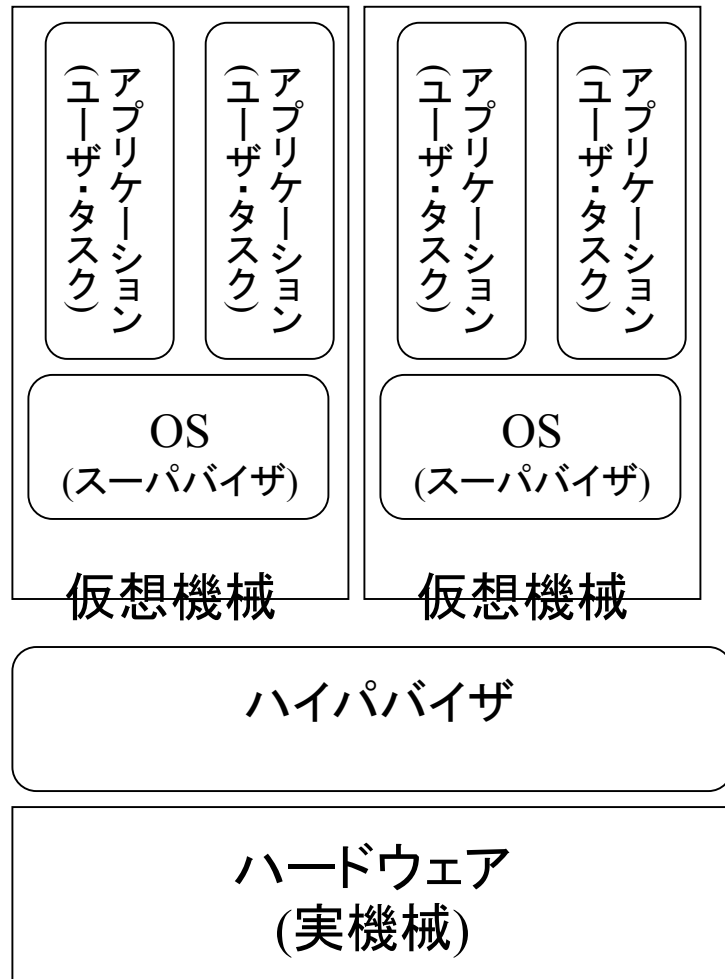 アプリケーション
(ユーザ・タスク)
アプリケーション
(ユーザ・タスク)
アプリケーション
(ユーザ・タスク)
アプリケーション
(ユーザ・タスク)
OS
(スーパバイザ)
OS
(スーパバイザ)
仮想機械
仮想機械
ハイパバイザ
ハードウェア
(実機械)